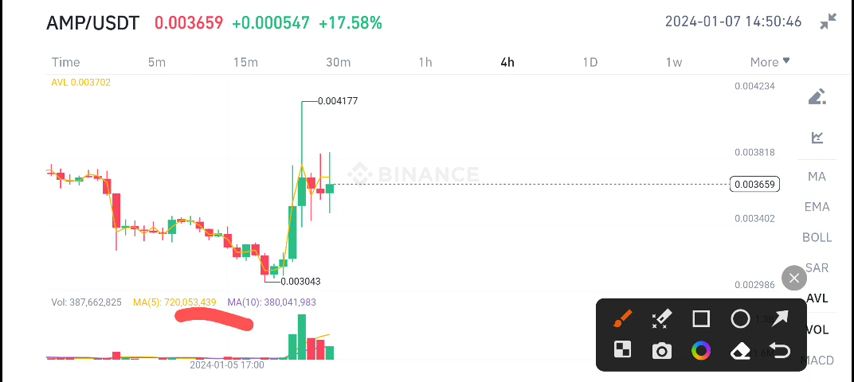 AMP/USDT 0.003659 +0.000547 +17.58% 2024-01-07 14:50:46
Time 5m 15m 30m 1h 4h 1D 1w More
AVL 0.003702
0.004234
0.004177
0.003818
BINANCE
MA
0.003659
EMA
0.003402
BOLL
SAR
0.003043
0.002986
AVL
Vol: 387,662,825 MA(5): 720,053,439 MA(10): 380,041,983
VOL
MACD
2024-01-05 17:00